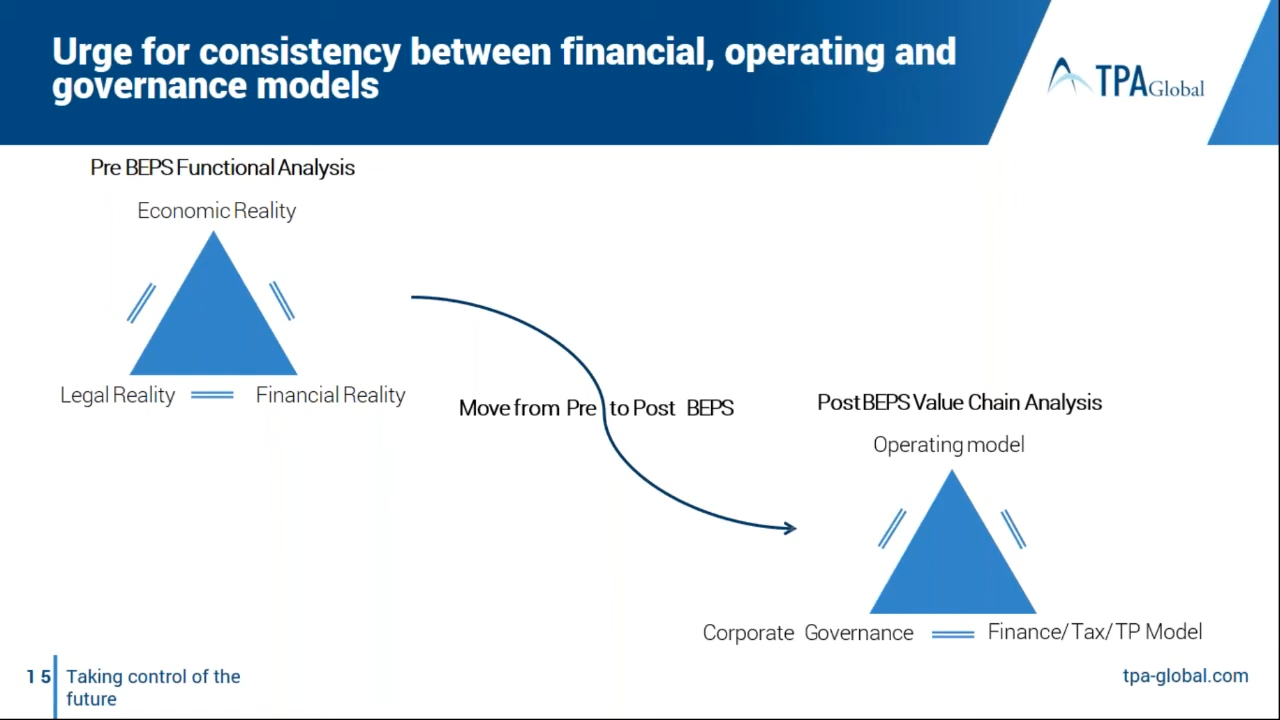 Urge for consistency between financial, operating and
governance models
TPAGlobal
Pre BEPS Functional Analysis
Economic Reality
Legal Reality
Financial Reality
Move from Pre to Post BEPS
Post BEPS Value Chain Analysis
Operating model
Corporate Governance
Finance/Tax/TP Model
15
Taking control of the
future
tpa-global.com